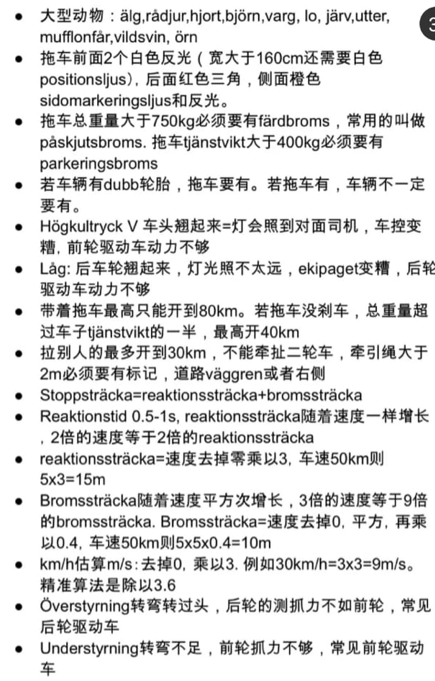 ● 大型动物：älg,rådjur,hjort,björn,varg, lo, järv,utter,
mufflonfår,vildsvin, örn
● 拖车前面2个白色反光（宽大于160cm还需要白色
positionsljus), 后面红色三角，侧面橙色
sidomarkeringsljus和反光。
● 拖车总重量大于750kg必须要有färdbroms，常用的叫做
påskjutsbroms. 拖车tjänstvikt大于400kg必须要有
parkeringsbroms
● 若车辆有dubb轮胎，拖车要有。若拖车有，车辆不一定
要有。
● Högkultryck V 车头翘起来=灯会照到对面司机，车控变
糟, 前轮驱动车动力不够
● Låg: 后车轮翘起来，灯光照不太远，ekipaget变糟，后轮
驱动车动力不够
● 带着拖车最高只能开到80km。若拖车没刹车，总重量超
过车子tjänstvikt的一半，最高开40km
● 拉别人的最多开到30km，不能牵扯二轮车，牵引绳大于
2m必须要有标记，道路väggren或者右侧
● Stoppsträcka=reaktionssträcka+bromssträcka
● Reaktionstid 0.5-1s, reaktionssträcka随着速度一样增长
，2倍的速度等于2倍的reaktionssträcka
● reaktionssträcka=速度去掉零乘以3, 车速50km则
5x3=15m
● Bromssträcka随着速度平方次增长，3倍的速度等于9倍
的bromssträcka. Bromssträcka=速度去掉0, 平方, 再乘
以0.4, 车速50km则5x5x0.4=10m
● km/h估算m/s：去掉0, 乘以3. 例如30km/h=3x3=9m/s。
精准算法是除以3.6
● Överstyrning转弯转过头，后轮的测抓力不如前轮，常见
后轮驱动车
● Understyrning转弯不足，前轮抓力不够，常见前轮驱动
车
3